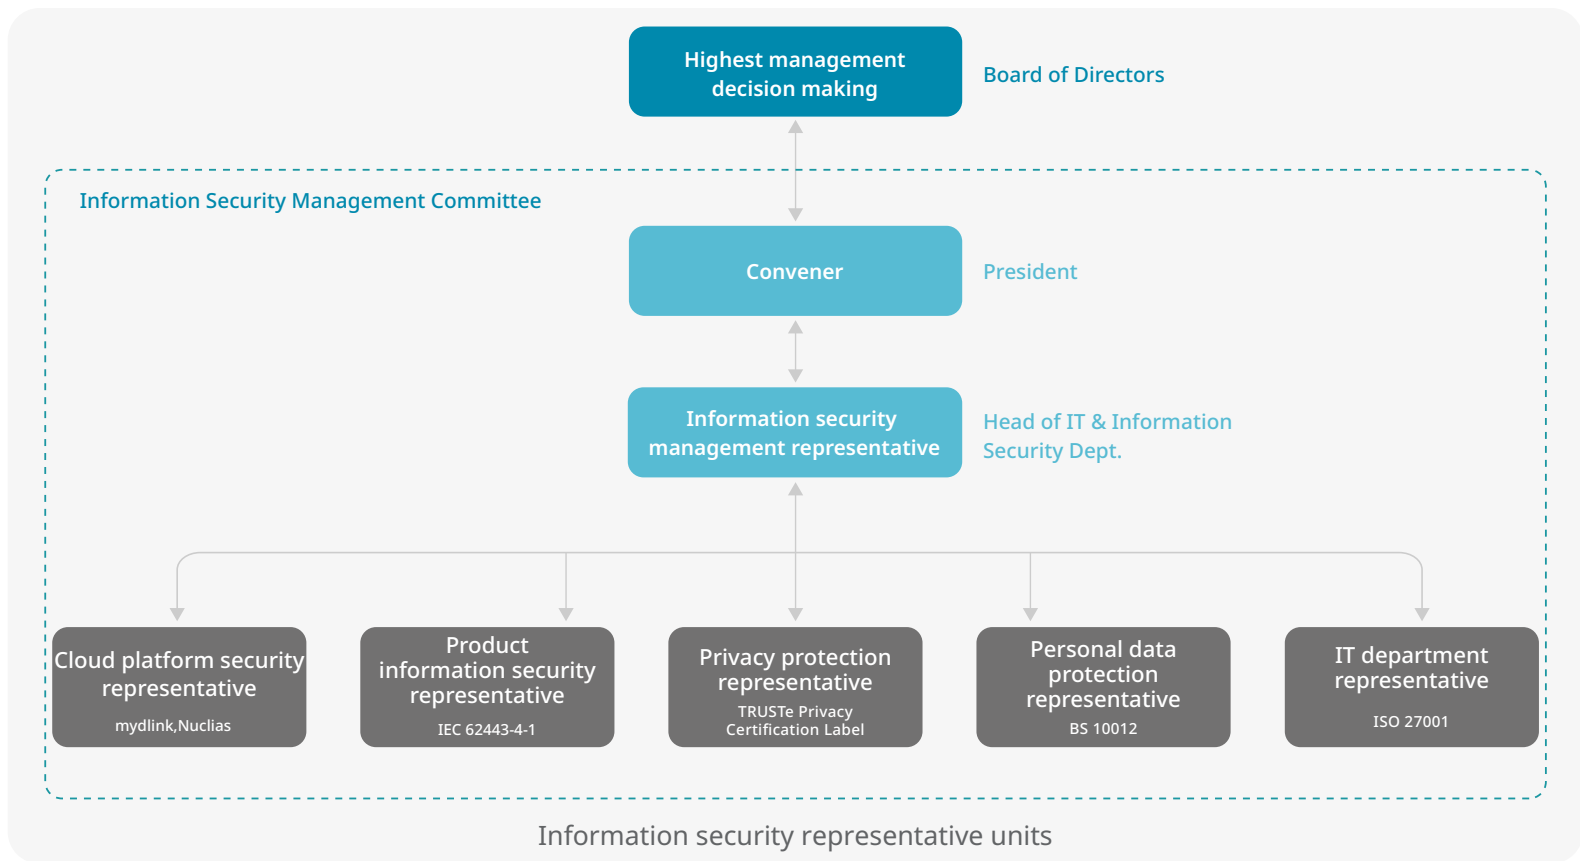 Highest management
decision making
Board of Directors
Information Security Management Committee
Convener
President
Information security
management representative
Head of IT & Information
Security Dept.
Cloud platform security
representative
mydlink,Nuclias
Product
information security
representative
IEC 62443-4-1
Privacy protection
representative
TRUSTe Privacy
Certification Label
Personal data
protection
representative
BS 10012
IT department
representative
ISO 27001
Information security representative units